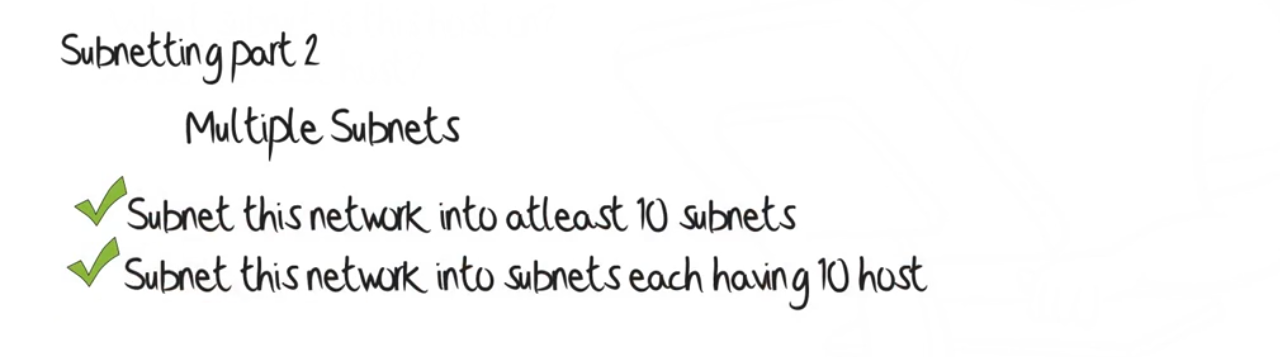 Subnetting part 2
Multiple Subnets
Subnet this network into atleast 10 subnets
Subnet this network into subnets each having 10 host